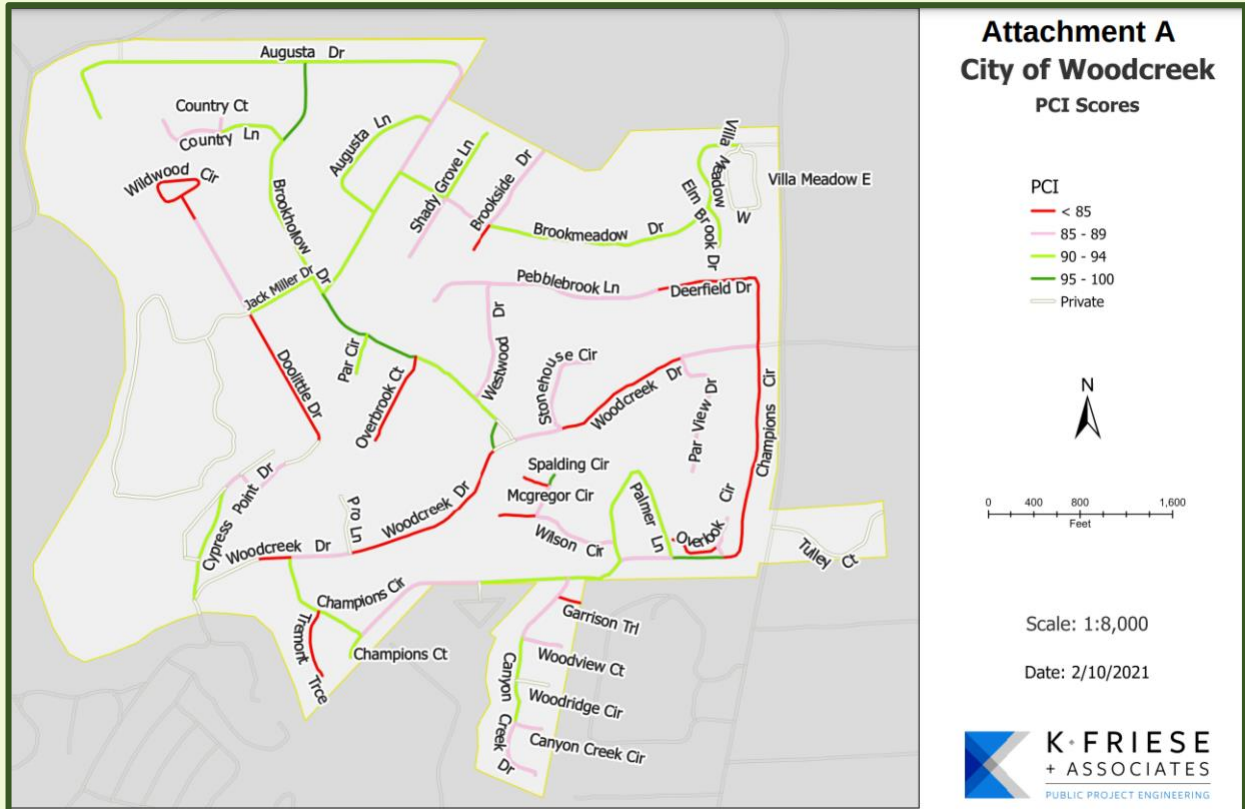 Attachment A
City of Woodcreek
PCI Scores
PCI
< 85
85 - 89
90 - 94
95 - 100
Private
N
0 400 800 1,600
Feet
Scale: 1:8,000
Date: 2/10/2021
K FRIESE
+ ASSOCIATES
PUBLIC PROJECT ENGINEERING
Augusta Dr
Country Ct
Country Ln
Wildwood Cir
Augusta Ln
Shady Grove Ln
Brookside Dr
Villa Meadow W
Villa Meadow E
Elm Brook Dr
Brookmeadow Dr
Brookhollow Dr
Jack Miller Dr
Pebblebrook Ln
Deerfield Dr
Doolittle Dr
Par Cir
Overbrook Ct
Westwood Dr
Stonehouse Cir
Woodcreek Dr
Par View Dr
Champions Cir
Spalding Cir
Mcgregor Cir
Wilson Cir
Palmer Ln
Overlook Cir
Tulley Ct
Cypress Point Dr
Pro Ln
Woodcreek Dr
Woodcreek Dr
Champions Cir
Tremont Trce
Champions Ct
Garrison Trl
Woodview Ct
Woodridge Cir
Canyon Creek Dr
Canyon Creek Cir